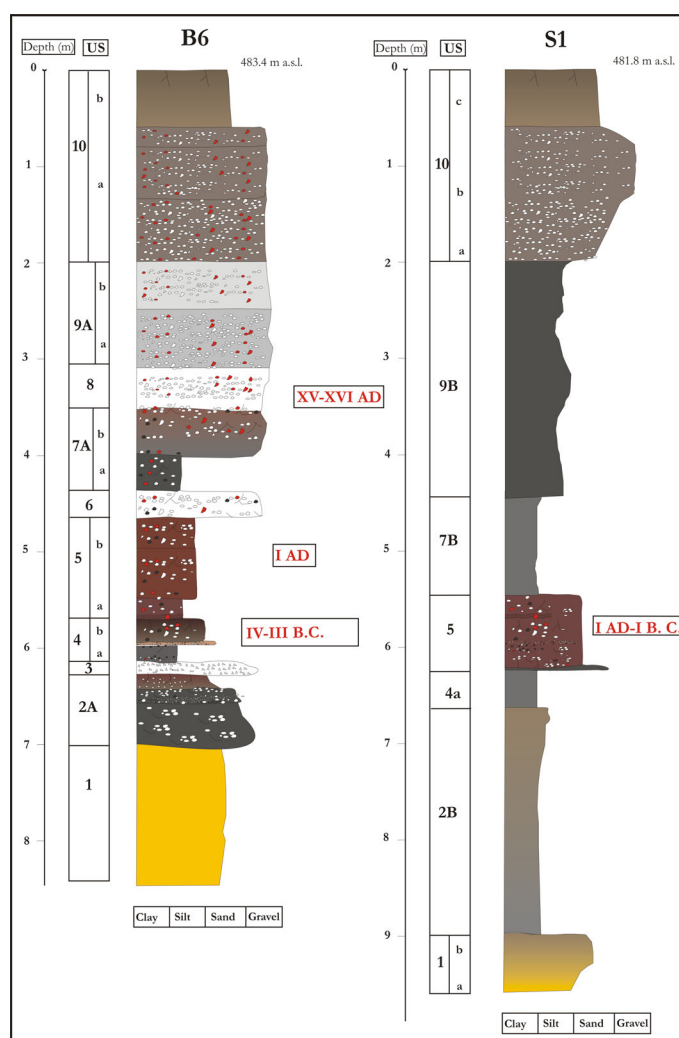 B6
Depth (m) US
483.4 m a.s.l.
0
b
10
1
a
2
b
9A
a
3
8
XV-XVI AD
b
7A
4
a
6
5
b
5
I AD
a
b
4
IV-III B.C.
6
a
3
2A
7
1
8
Clay Silt Sand Gravel
S1
Depth (m) US
481.8 m a.s.l.
0
c
10
1
b
a
2
3
9B
4
7B
5
5
I AD-I B. C.
6
4a
7
2B
8
9
b
1
a
Clay Silt Sand Gravel